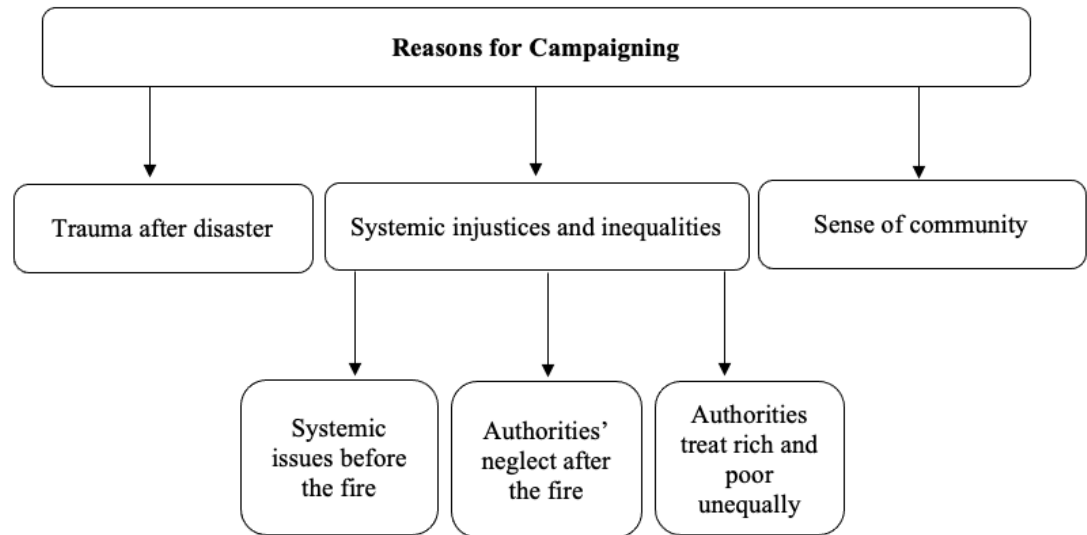 Reasons for Campaigning
Trauma after disaster
Systemic injustices and inequalities
Sense of community
Systemic
issues before
the fire
Authorities’
neglect after
the fire
Authorities
treat rich and
poor
unequally